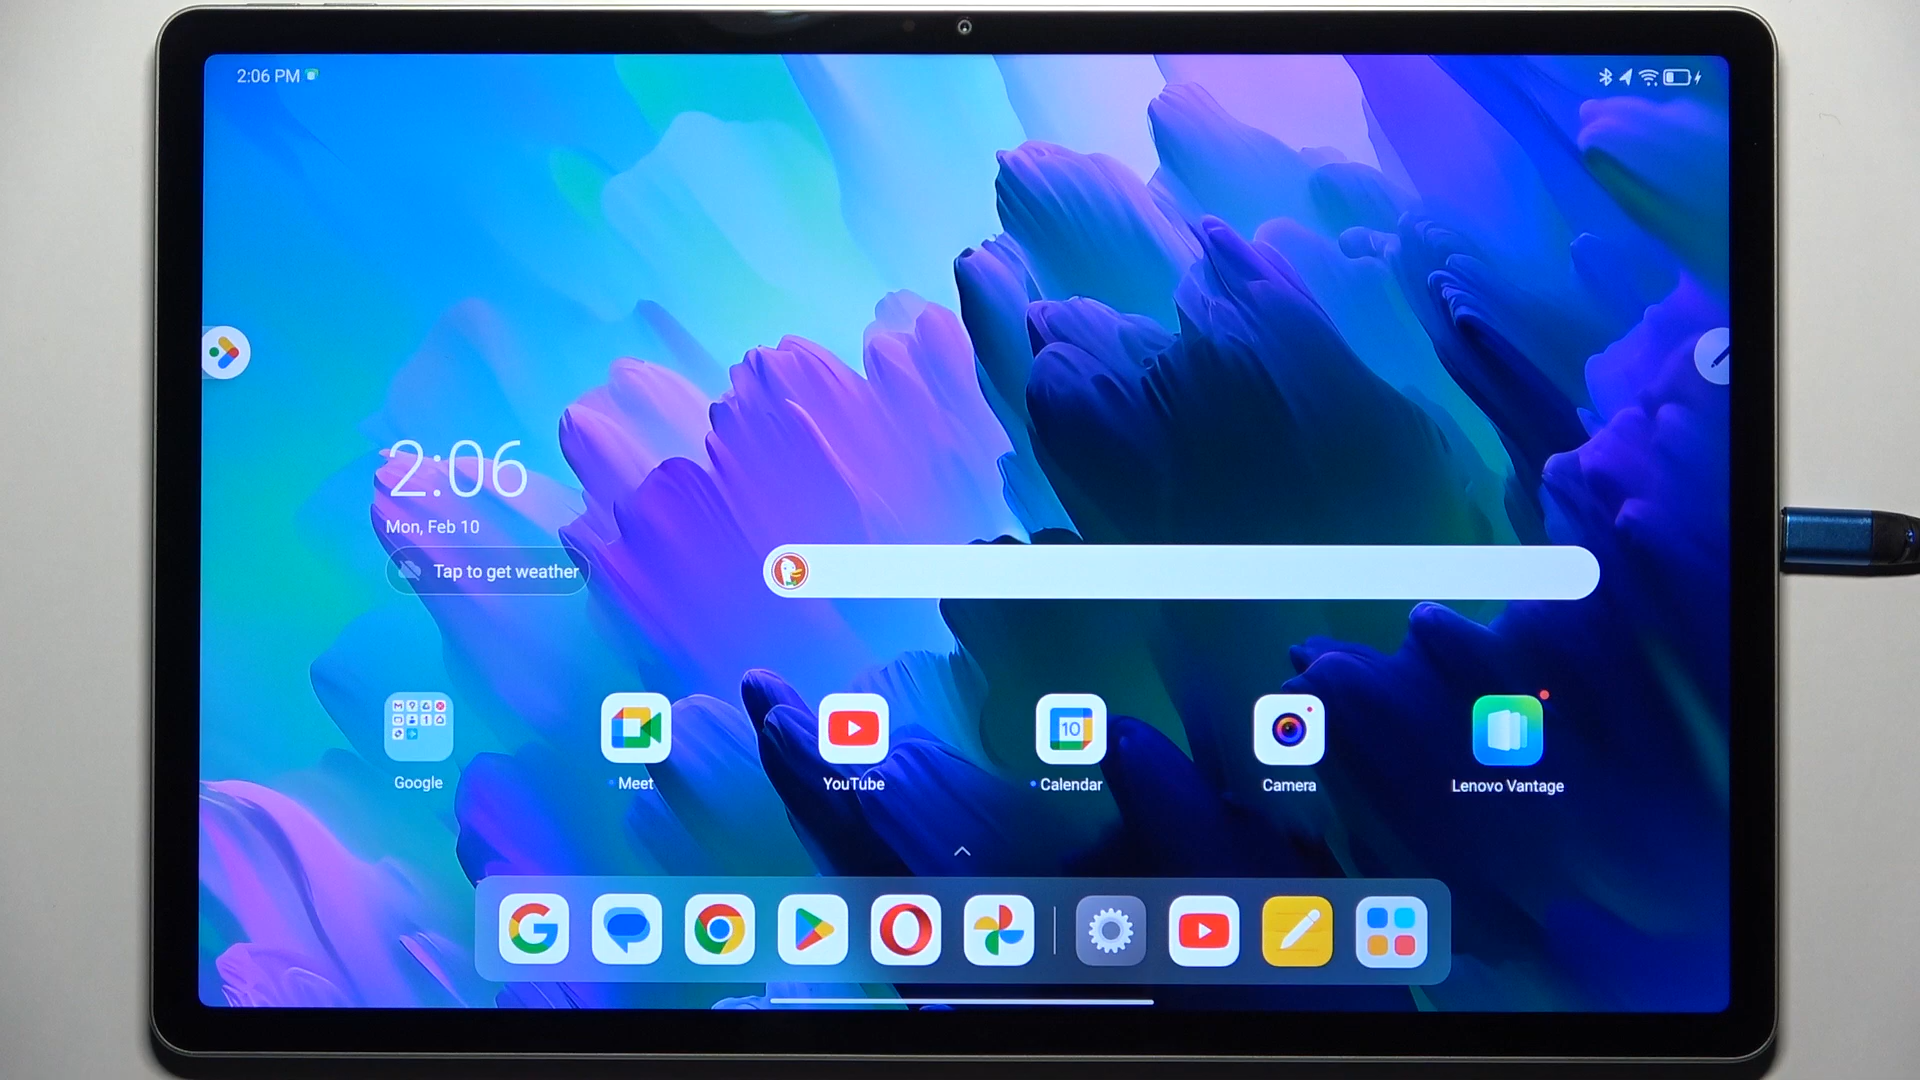 2:06 PM
2:06
Mon, Feb 10
Tap to get weather
10
Google
Meet
YouTube
Calendar
Camera
Lenovo Vantage